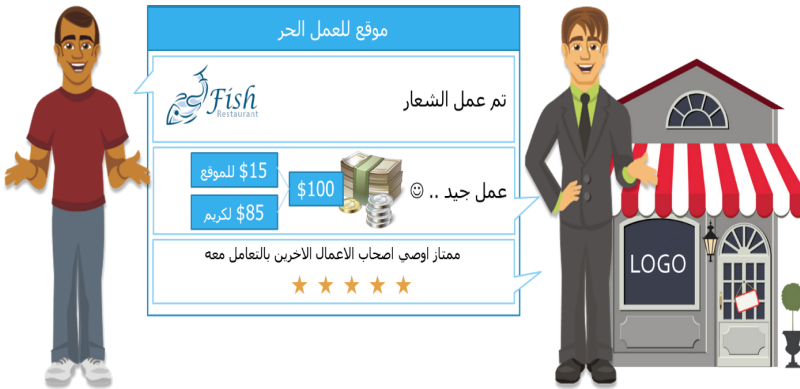 موقع للعمل الحر
Fish
Restaurant
تم عمل الشعار
عمل جيد .. ☺
$100
$15 للموقع
$85 لكريم
ممتاز اوصي اصحاب الاعمال الاخرين بالتعامل معه
LOGO